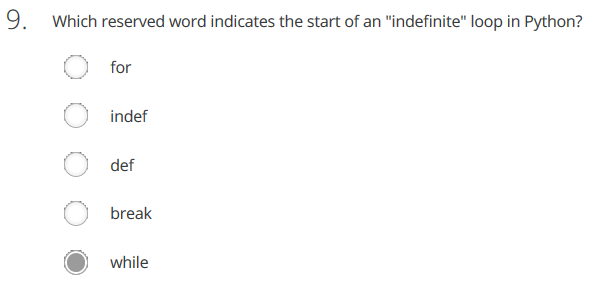 9. Which reserved word indicates the start of an "indefinite" loop in Python?
for
indef
def
break
while